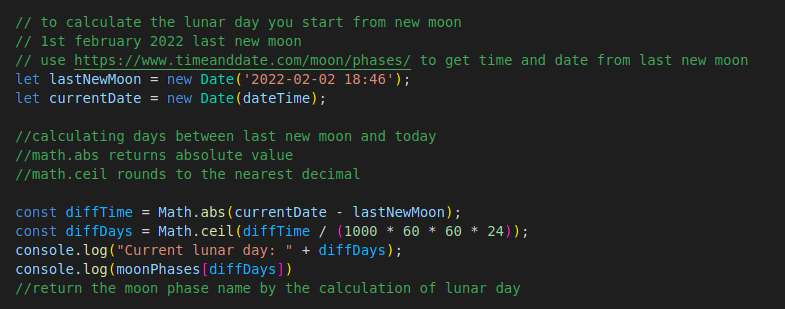 // to calculate the lunar day you start from new moon
// 1st february 2022 last new moon
// use https://www.timeanddate.com/moon/phases/ to get time and date from last new moon
let lastNewMoon = new Date('2022-02-02 18:46');
let currentDate = new Date(dateTime);
//calculating days between last new moon and today
//math.abs returns absolute value
//math.ceil rounds to the nearest decimal
const diffTime = Math.abs(currentDate - lastNewMoon);
const diffDays = Math.ceil(diffTime / (1000 * 60 * 60 * 24));
console.log("Current lunar day: " + diffDays);
console.log(moonPhases[diffDays])
//return the moon phase name by the calculation of lunar day